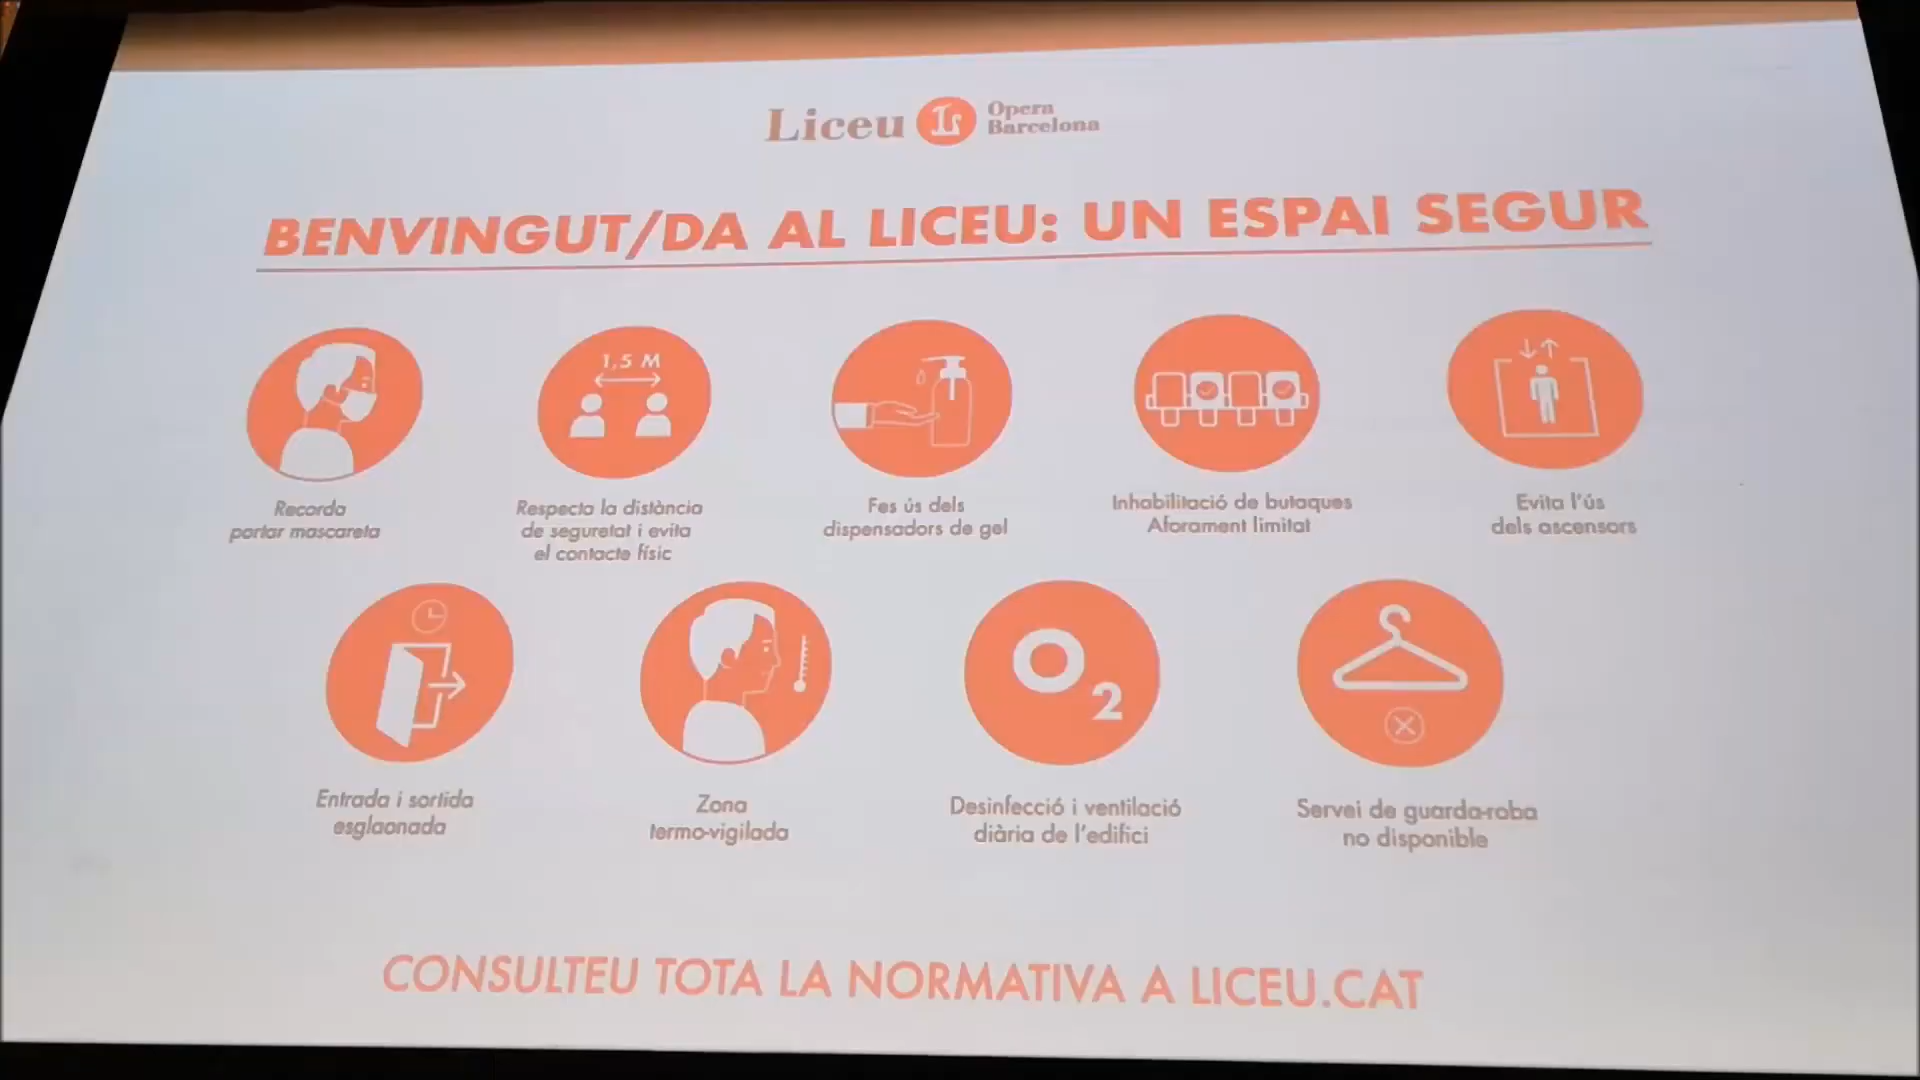 Liceu
Opera
Barcelona
BENVINGUT/DA AL LICEU: UN ESPAI SEGUR
1,5 M
Recorda
portar mascareta
Respecta la distància
de seguretat i evita
el contacte físic
Fes ús dels
dispensadors de gel
Inhabilitació de butaques
Aforament limitat
Evita l'ús
dels ascensors
O2
Entrada i sortida
esglaonada
Zona
termo-vigilada
Desinfecció i ventilació
diària de l'edifici
Servei de guarda-roba
no disponible
CONSULTEU TOTA LA NORMATIVA A LICEU.CAT